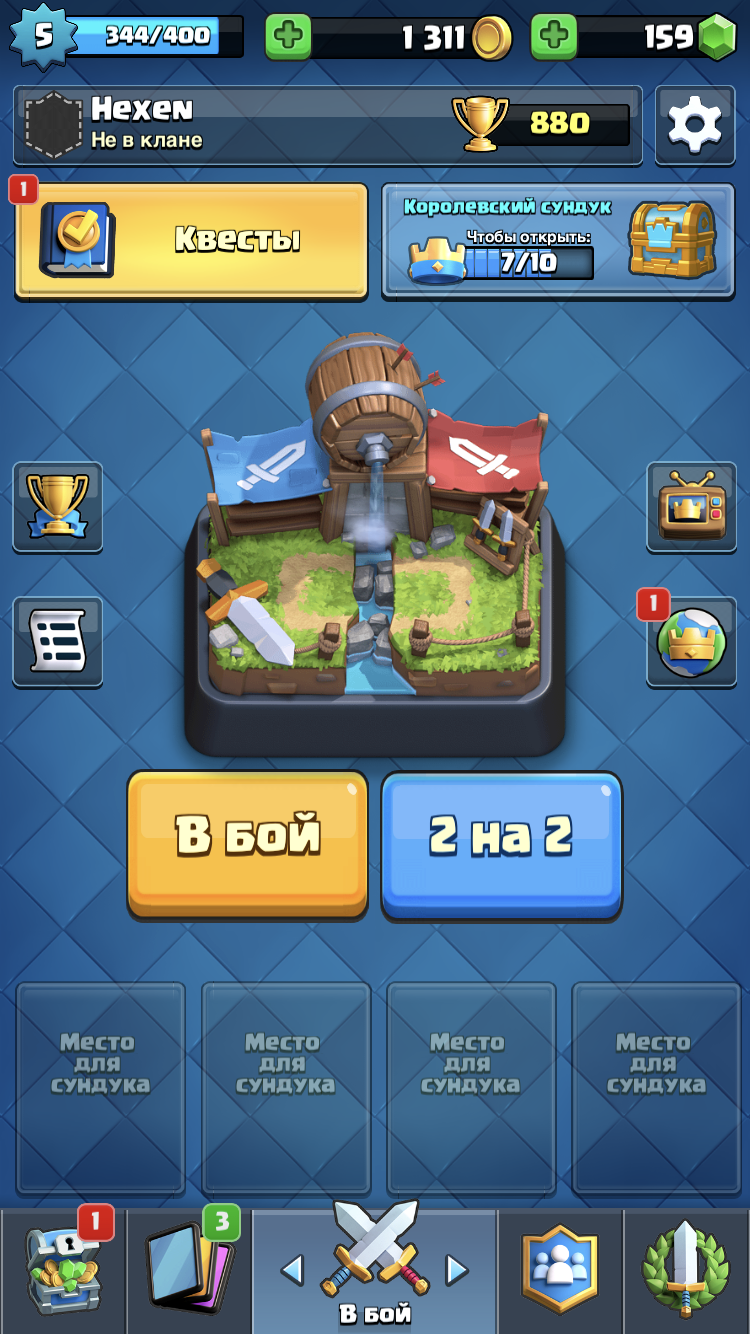 5
344/400
1 311
159
Hexen
Не в клане
880
1
Квесты
Королевский сундук
Чтобы открыть:
7/10
1
В бой
2 на 2
Место
для
сундука
Место
для
сундука
Место
для
сундука
Место
для
сундука
1
3
В бой